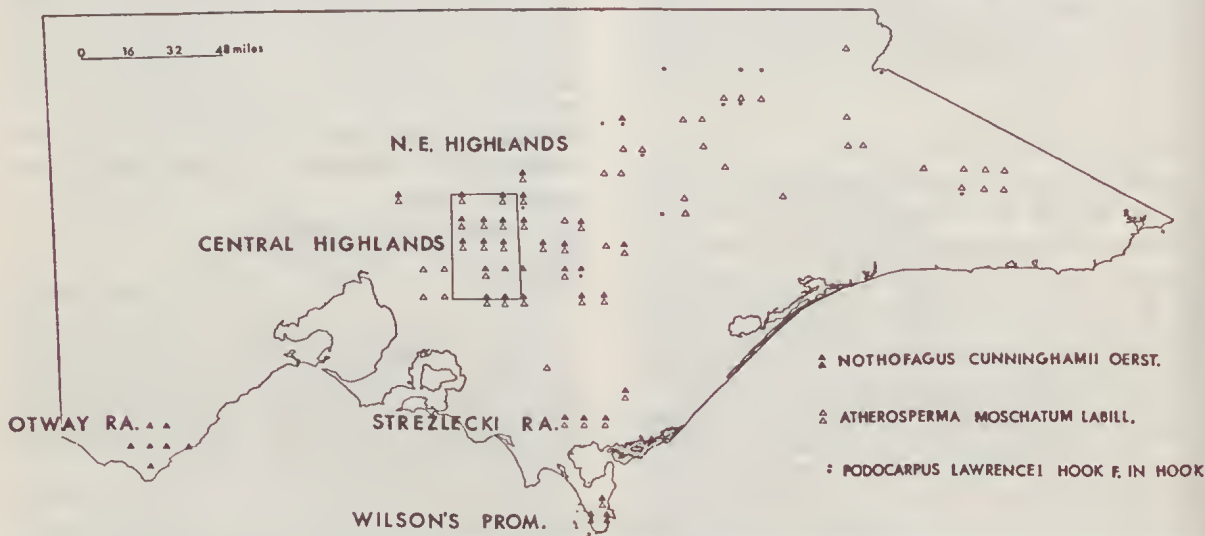 0 16 32 48 miles
N. E. HIGHLANDS
CENTRAL HIGHLANDS
OTWAY RA.
STREZLECKI RA.
WILSON'S PROM.
NOTHOFAGUS CUNNINGHAMII OERST.
ATHEROSPERMA MOSCHATUM LABILL.
PODOCARPUS LAWRENCEI HOOK F. IN HOOK